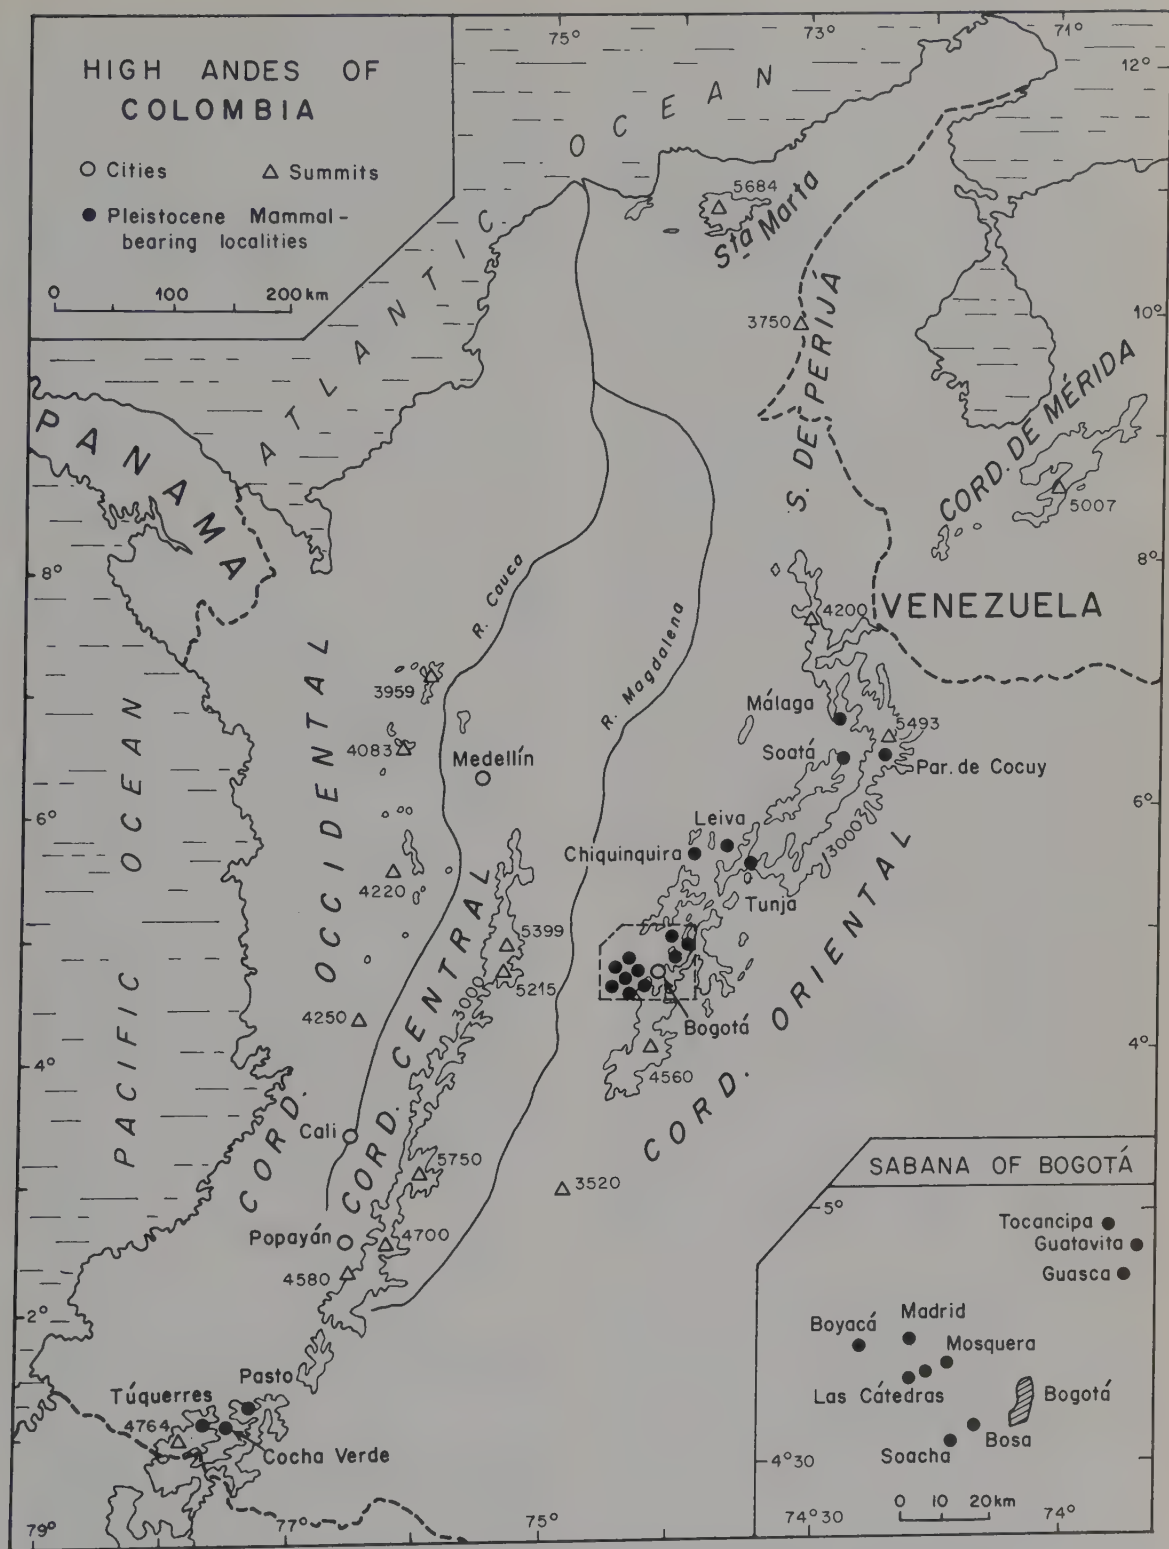 HIGH ANDES OF
COLOMBIA
Cities
Summits
Pleistocene Mammal-
bearing localities
0 100 200 km
75°
73°
71°
12°
10°
8°
6°
4°
8°
6°
4°
2°
79°
77°
75°
ATLANTIC OCEAN
PACIFIC OCEAN
PANAMA
VENEZUELA
5684
Sta Marta
3750
S. DE PERIJÁ
CORD. DE MÉRIDA
5007
R. Cauca
R. Magdalena
4200
3959
4083
Medellín
Málaga
5493
Soatá
Par. de Cocuy
CORD. OCCIDENTAL
Leiva
Chiquinquira
3000
Tunja
4220
CORD. CENTRAL
5399
5215
3000
4250
Bogotá
4560
CORD. ORIENTAL
Cali
5750
3520
Popayán
4700
4580
Pasto
Túquerres
4764
Cocha Verde
SABANA OF BOGOTÁ
5°
Tocancipa
Guatavita
Guasca
Madrid
Boyacá
Mosquera
Las Cátedras
Bogotá
Bosa
Soacha
4°30
0 10 20 km
74°30
74°